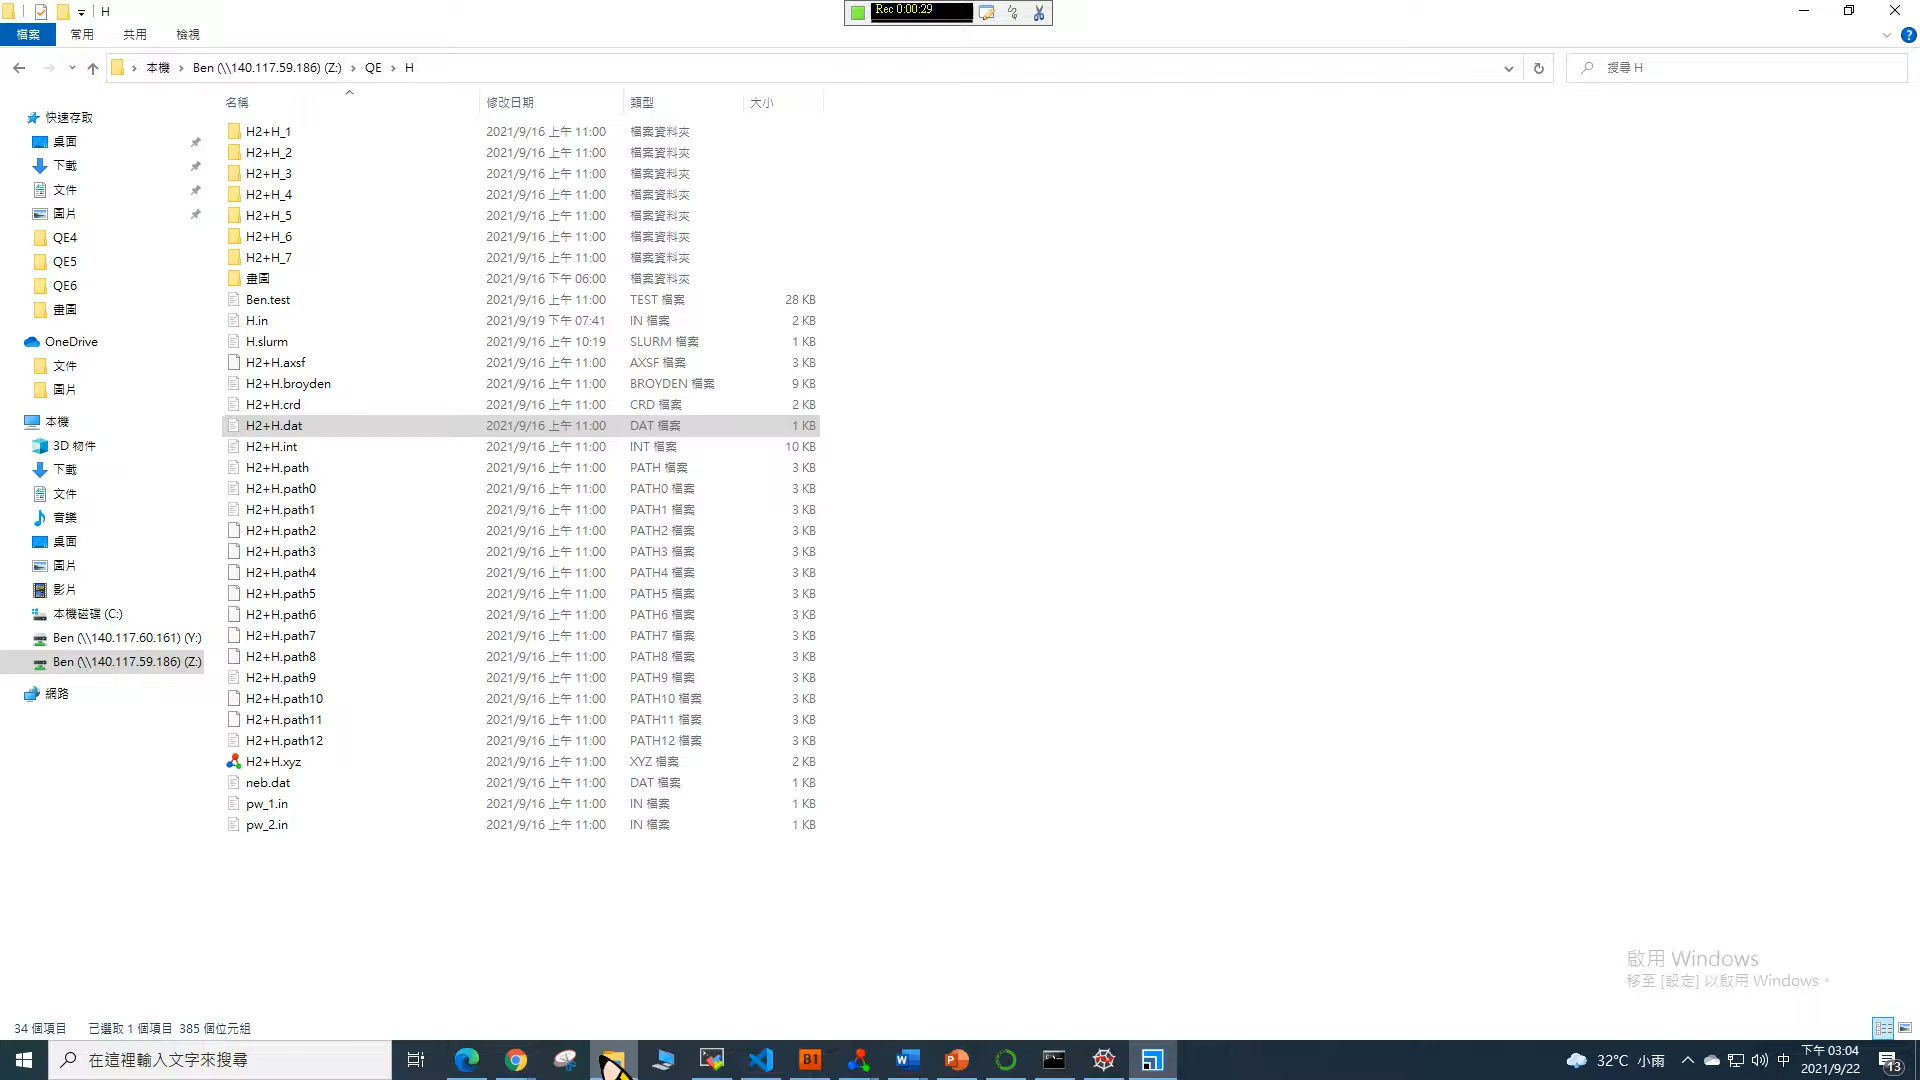 H
Rec 0:00:29
檔案 常用 共用 檢視
本機 Ben (\\140.117.59.186) (Z:) QE H
搜尋 H
快速存取
桌面
下載
文件
圖片
QE4
QE5
QE6
畫圖
OneDrive
文件
圖片
本機
3D 物件
下載
文件
音樂
桌面
圖片
影片
本機磁碟 (C:)
Ben (\\140.117.60.161) (Y:)
Ben (\\140.117.59.186) (Z:)
網路
名稱 修改日期 類型 大小
H2+H_1 2021/9/16 上午 11:00 檔案資料夾
H2+H_2 2021/9/16 上午 11:00 檔案資料夾
H2+H_3 2021/9/16 上午 11:00 檔案資料夾
H2+H_4 2021/9/16 上午 11:00 檔案資料夾
H2+H_5 2021/9/16 上午 11:00 檔案資料夾
H2+H_6 2021/9/16 上午 11:00 檔案資料夾
H2+H_7 2021/9/16 上午 11:00 檔案資料夾
畫圖 2021/9/16 下午 06:00 檔案資料夾
Ben.test 2021/9/16 上午 11:00 TEST 檔案 28 KB
H.in 2021/9/19 下午 07:41 IN 檔案 2 KB
H.slurm 2021/9/16 上午 10:19 SLURM 檔案 1 KB
H2+H.axsf 2021/9/16 上午 11:00 AXSF 檔案 3 KB
H2+H.broyden 2021/9/16 上午 11:00 BROYDEN 檔案 9 KB
H2+H.crd 2021/9/16 上午 11:00 CRD 檔案 2 KB
H2+H.dat 2021/9/16 上午 11:00 DAT 檔案 1 KB
H2+H.int 2021/9/16 上午 11:00 INT 檔案 10 KB
H2+H.path 2021/9/16 上午 11:00 PATH 檔案 3 KB
H2+H.path0 2021/9/16 上午 11:00 PATH0 檔案 3 KB
H2+H.path1 2021/9/16 上午 11:00 PATH1 檔案 3 KB
H2+H.path2 2021/9/16 上午 11:00 PATH2 檔案 3 KB
H2+H.path3 2021/9/16 上午 11:00 PATH3 檔案 3 KB
H2+H.path4 2021/9/16 上午 11:00 PATH4 檔案 3 KB
H2+H.path5 2021/9/16 上午 11:00 PATH5 檔案 3 KB
H2+H.path6 2021/9/16 上午 11:00 PATH6 檔案 3 KB
H2+H.path7 2021/9/16 上午 11:00 PATH7 檔案 3 KB
H2+H.path8 2021/9/16 上午 11:00 PATH8 檔案 3 KB
H2+H.path9 2021/9/16 上午 11:00 PATH9 檔案 3 KB
H2+H.path10 2021/9/16 上午 11:00 PATH10 檔案 3 KB
H2+H.path11 2021/9/16 上午 11:00 PATH11 檔案 3 KB
H2+H.path12 2021/9/16 上午 11:00 PATH12 檔案 3 KB
H2+H.xyz 2021/9/16 上午 11:00 XYZ 檔案 2 KB
neb.dat 2021/9/16 上午 11:00 DAT 檔案 1 KB
pw_1.in 2021/9/16 上午 11:00 IN 檔案 1 KB
pw_2.in 2021/9/16 上午 11:00 IN 檔案 1 KB
啟用 Windows
移至 [設定] 以啟用 Windows。
34 個項目 已選取 1 個項目 385 個位元組
在這裡輸入文字來搜尋
B1
32°C 小雨
中
下午 03:04
2021/9/22
13